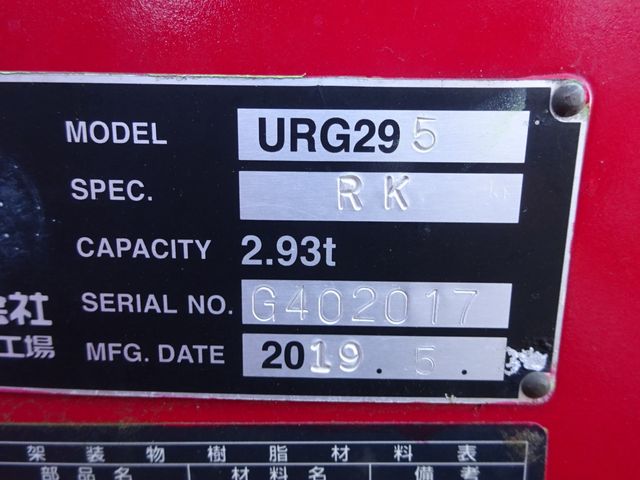 MODEL URG295
SPEC. RK
CAPACITY 2.93t
会社 SERIAL NO. G402017
工場 MFG. DATE 2019.5.
架装物樹脂材料表
部品名 材料名 備考